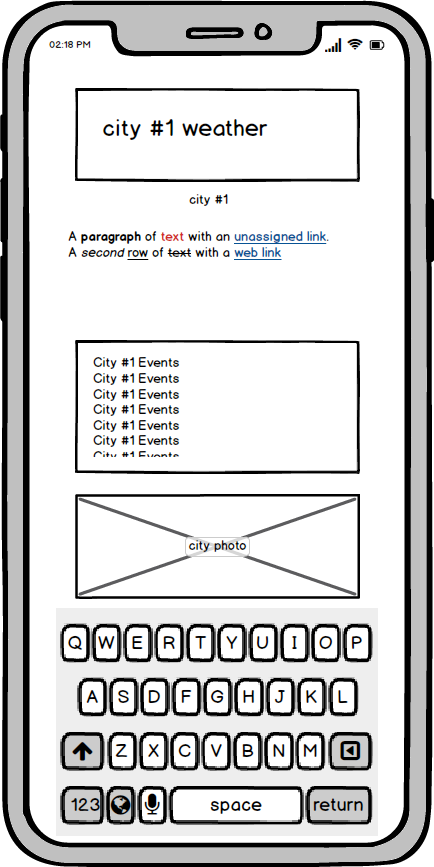 02:18 PM
city #1 weather
city #1
A paragraph of text with an unassigned link.
A second row of text with a web link
City #1 Events
City #1 Events
City #1 Events
City #1 Events
City #1 Events
City #1 Events
City #1 Events
city photo
Q W E R T Y U I O P
A S D F G H J K L
Z X C V B N M
123 space return